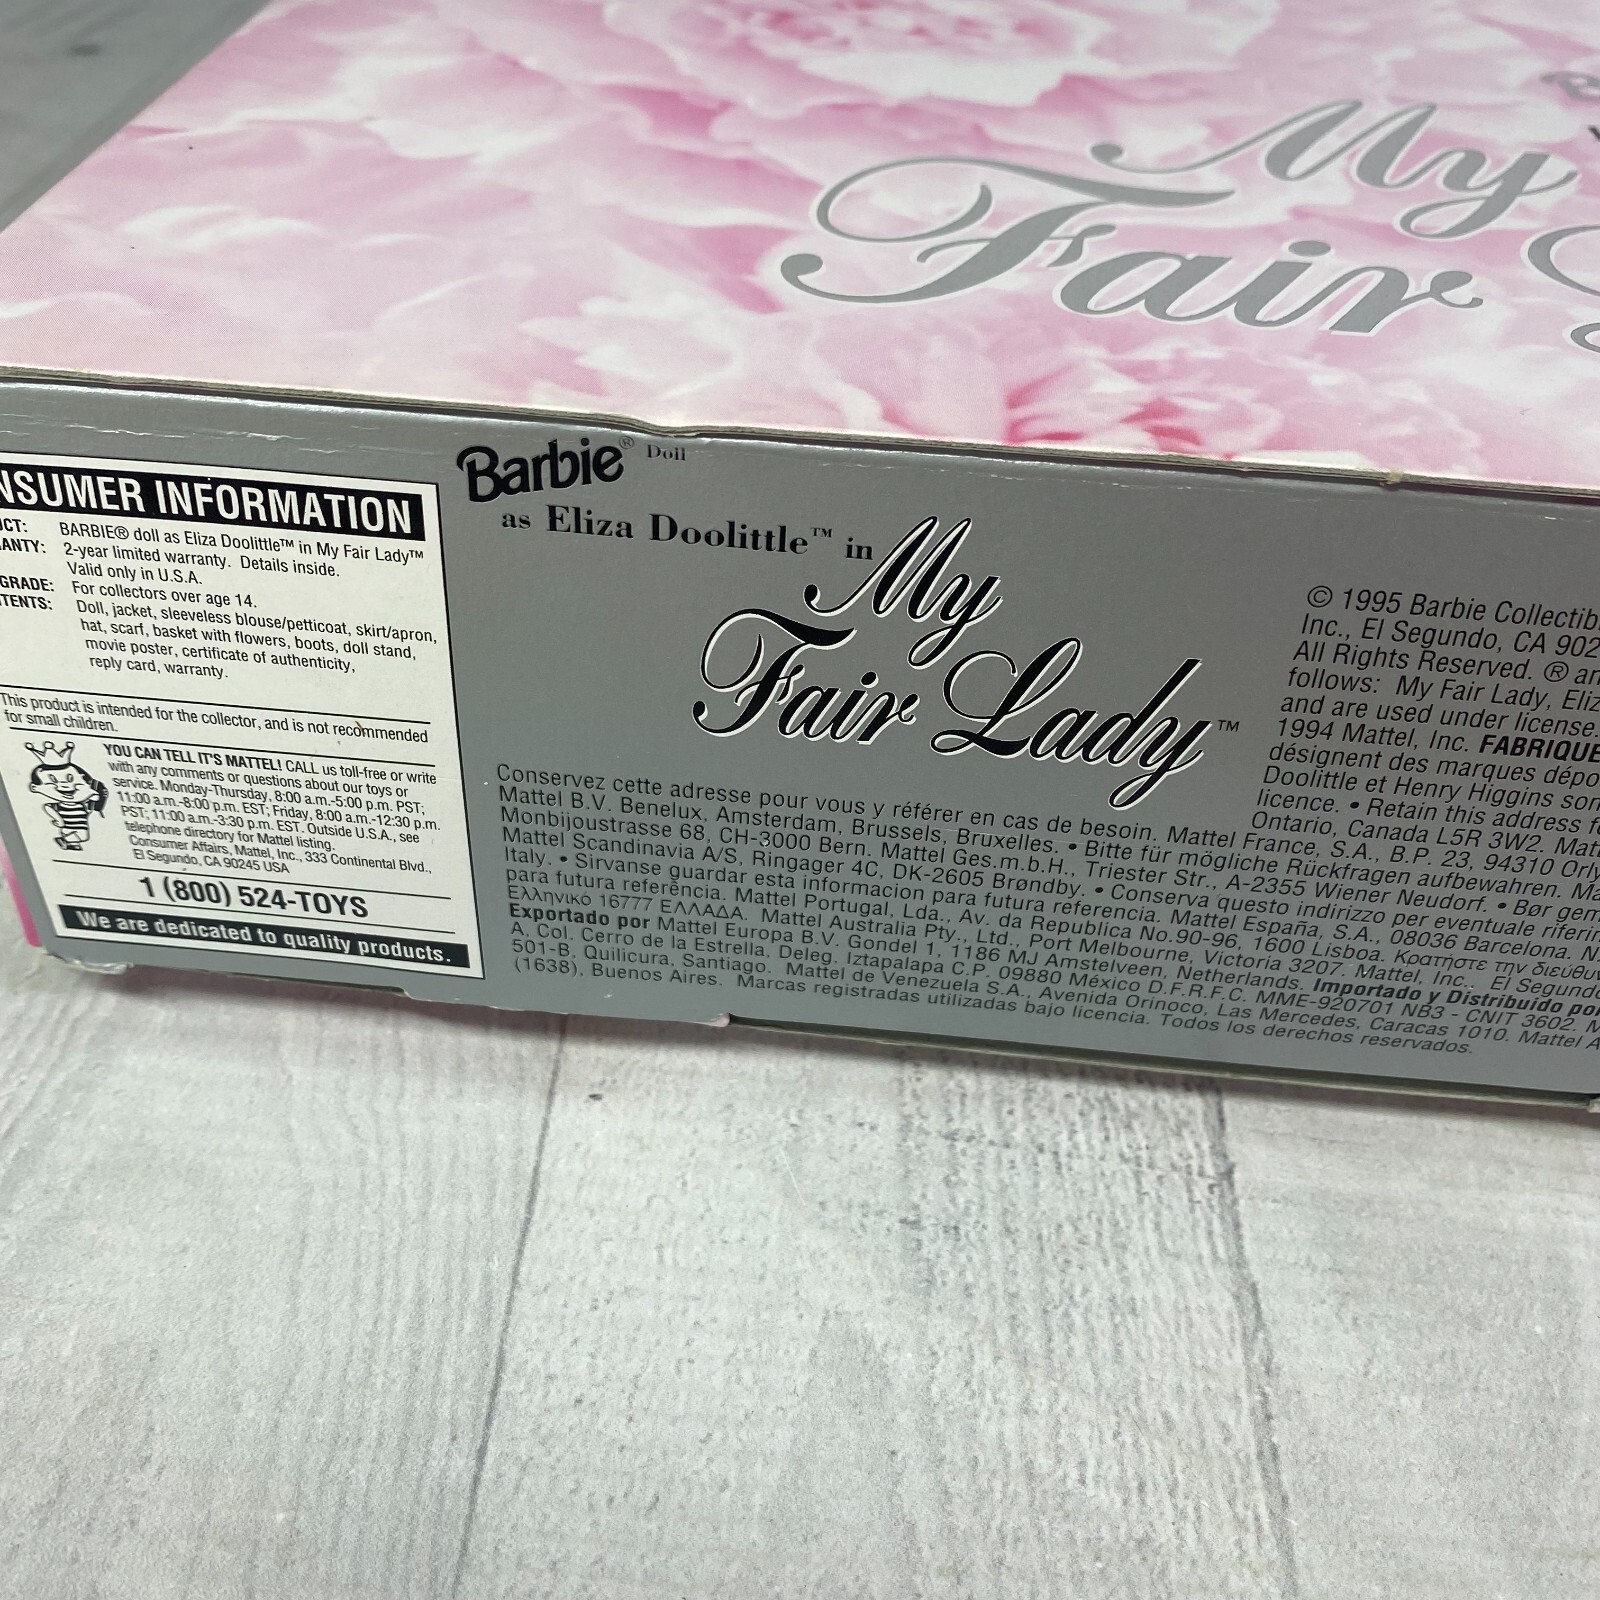 My
Fair
NSUMER INFORMATION
UCT: BARBIE® doll as Eliza Doolittle™ in My Fair Lady™
ANTY: 2-year limited warranty. Details inside.
Valid only in U.S.A.
GRADE: For collectors over age 14.
TENTS: Doll, jacket, sleeveless blouse/petticoat, skirt/apron,
hat, scarf, basket with flowers, boots, doll stand,
movie poster, certificate of authenticity,
reply card, warranty.
This product is intended for the collector, and is not recommended
for small children.
YOU CAN TELL IT'S MATTEL! CALL us toll-free or write
with any comments or questions about our toys or
service. Monday-Thursday, 8:00 a.m.-5:00 p.m. PST;
11:00 a.m.-8:00 p.m. EST; Friday, 8:00 a.m.-12:30 p.m.
PST; 11:00 a.m.-3:30 p.m. EST. Outside U.S.A., see
telephone directory for Mattel listing.
Consumer Affairs, Mattel, Inc., 333 Continental Blvd.,
El Segundo, CA 90245 USA
1 (800) 524-TOYS
We are dedicated to quality products.
Barbie® Doll
as Eliza Doolittle™ in
My
Fair Lady™
© 1995 Barbie Collectib
Inc., El Segundo, CA 902
All Rights Reserved. ® an
follows: My Fair Lady, Eliz
and are used under license.
1994 Mattel, Inc. FABRIQUE
désignent des marques dépo
Doolittle et Henry Higgins son
licence. • Retain this address f
Conservez cette adresse pour vous y référer en cas de besoin. Mattel France, S.A., B.P. 23, 94310 Orly
Ontario, Canada L5R 3W2. Matt
Mattel B.V. Benelux, Amsterdam, Brussels, Bruxelles. • Bitte für mögliche Rückfragen aufbewahren. Ma
Monbijoustrasse 68, CH-3000 Bern. Mattel Ges.m.b.H., Triester Str., A-2355 Wiener Neudorf. • Bør gem
Mattel Scandinavia A/S, Ringager 4C, DK-2605 Brøndby. • Conserva questo indirizzo per eventuale riferim
Italy. • Sirvanse guardar esta informacion para futura referencia. Mattel España, S.A., 08036 Barcelona. N
para futura referência. Mattel Portugal, Lda., Av. da Republica No.90-96, 1600 Lisboa. Κρατήστε την διεύθυν
Ελληνικό 16777 ΕΛΛΑΔΑ. Mattel Australia Pty., Ltd., Port Melbourne, Victoria 3207. Mattel, Inc., El Segundo
Exportado por Mattel Europa B.V. Gondel 1, 1186 MJ Amstelveen, Netherlands. Importado y Distribuido por
A, Col. Cerro de la Estrella, Deleg. Iztapalapa C.P. 09880 México D.F.R.F.C. MME-920701 NB3 - CNIT 3602. M
501-B, Quilicura, Santiago. Mattel de Venezuela S.A., Avenida Orinoco, Las Mercedes, Caracas 1010. Mattel A
(1638), Buenos Aires. Marcas registradas utilizadas bajo licencia. Todos los derechos reservados.